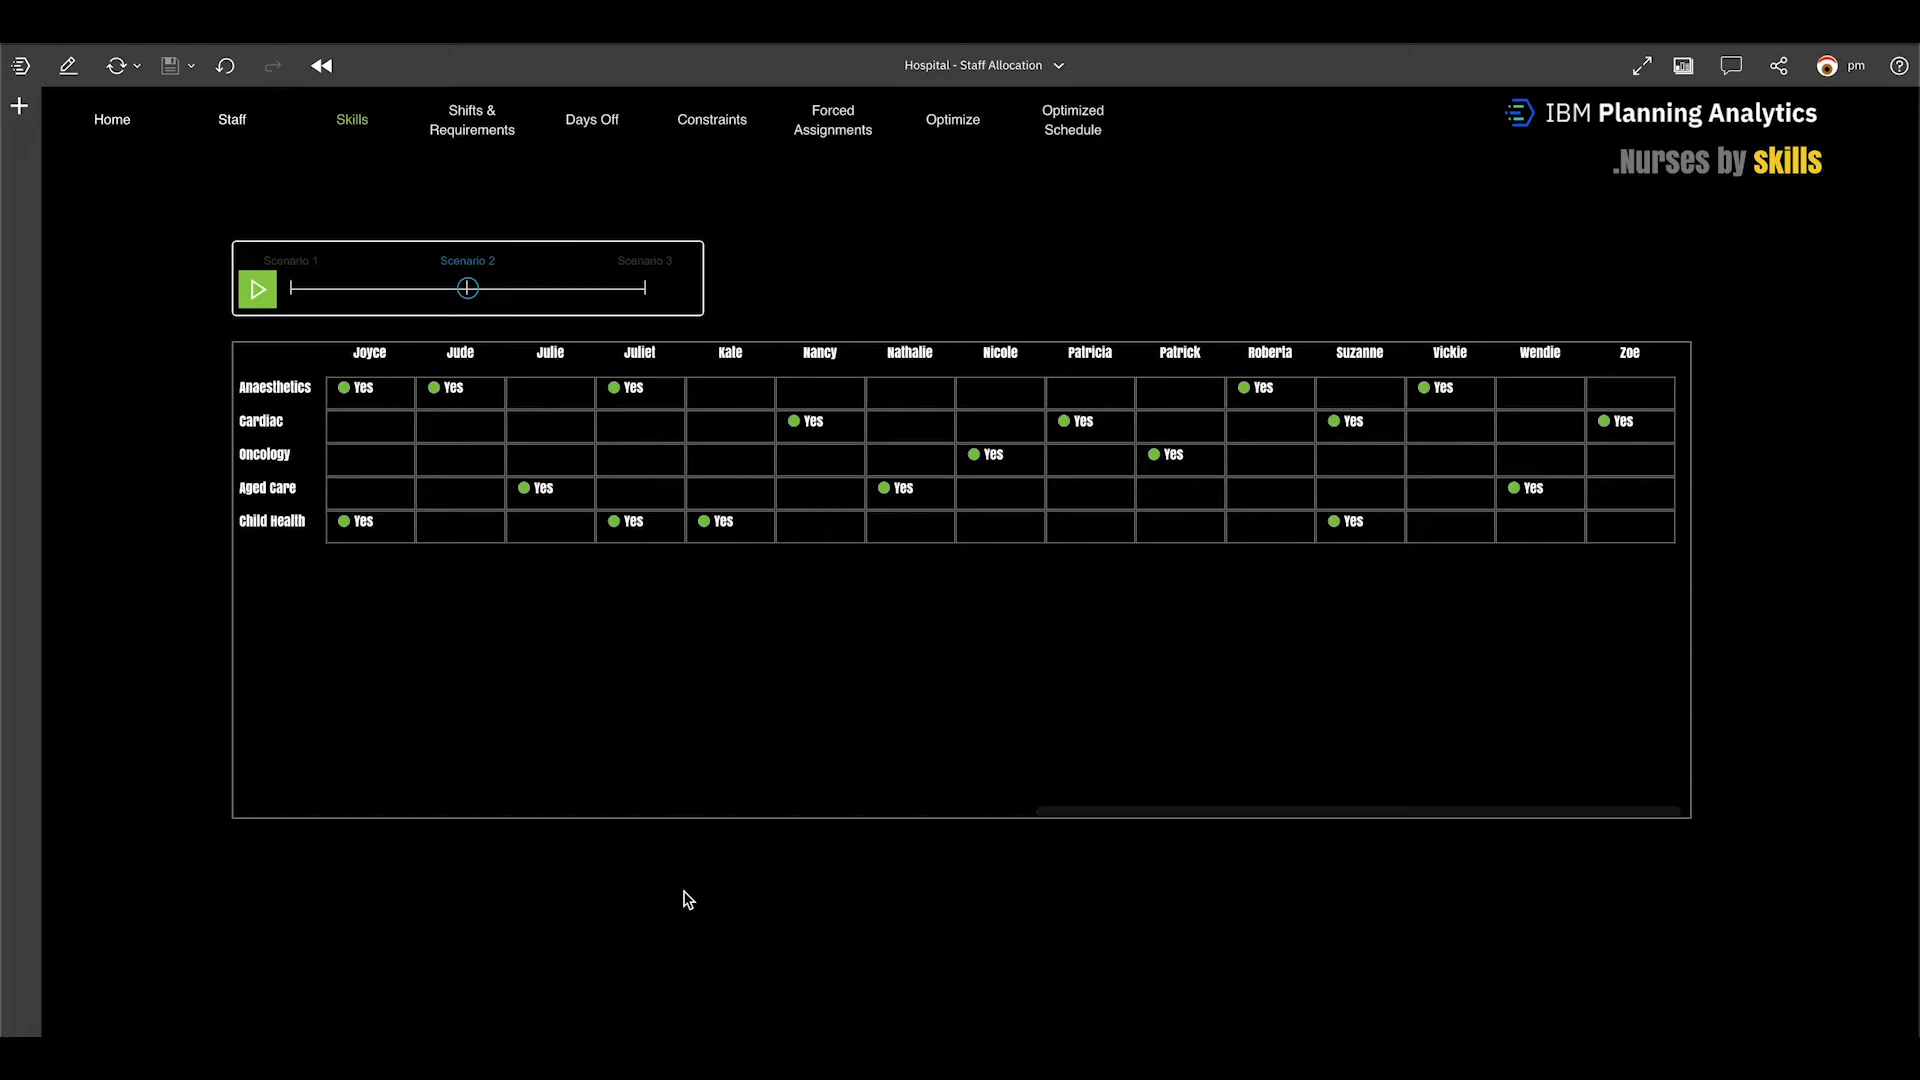 Hospital - Staff Allocation
pm
Home Staff Skills Shifts & Requirements Days Off Constraints Forced Assignments Optimize Optimized Schedule
IBM Planning Analytics
.Nurses by skills
Scenario 1 Scenario 2 Scenario 3
Joyce Jude Julie Juliet Kate Nancy Nathalie Nicole Patricia Patrick Roberta Suzanne Vickie Wendie Zoe
Anaesthetics Yes Yes Yes Yes Yes
Cardiac Yes Yes Yes Yes
Oncology Yes Yes
Aged Care Yes Yes Yes
Child Health Yes Yes Yes Yes